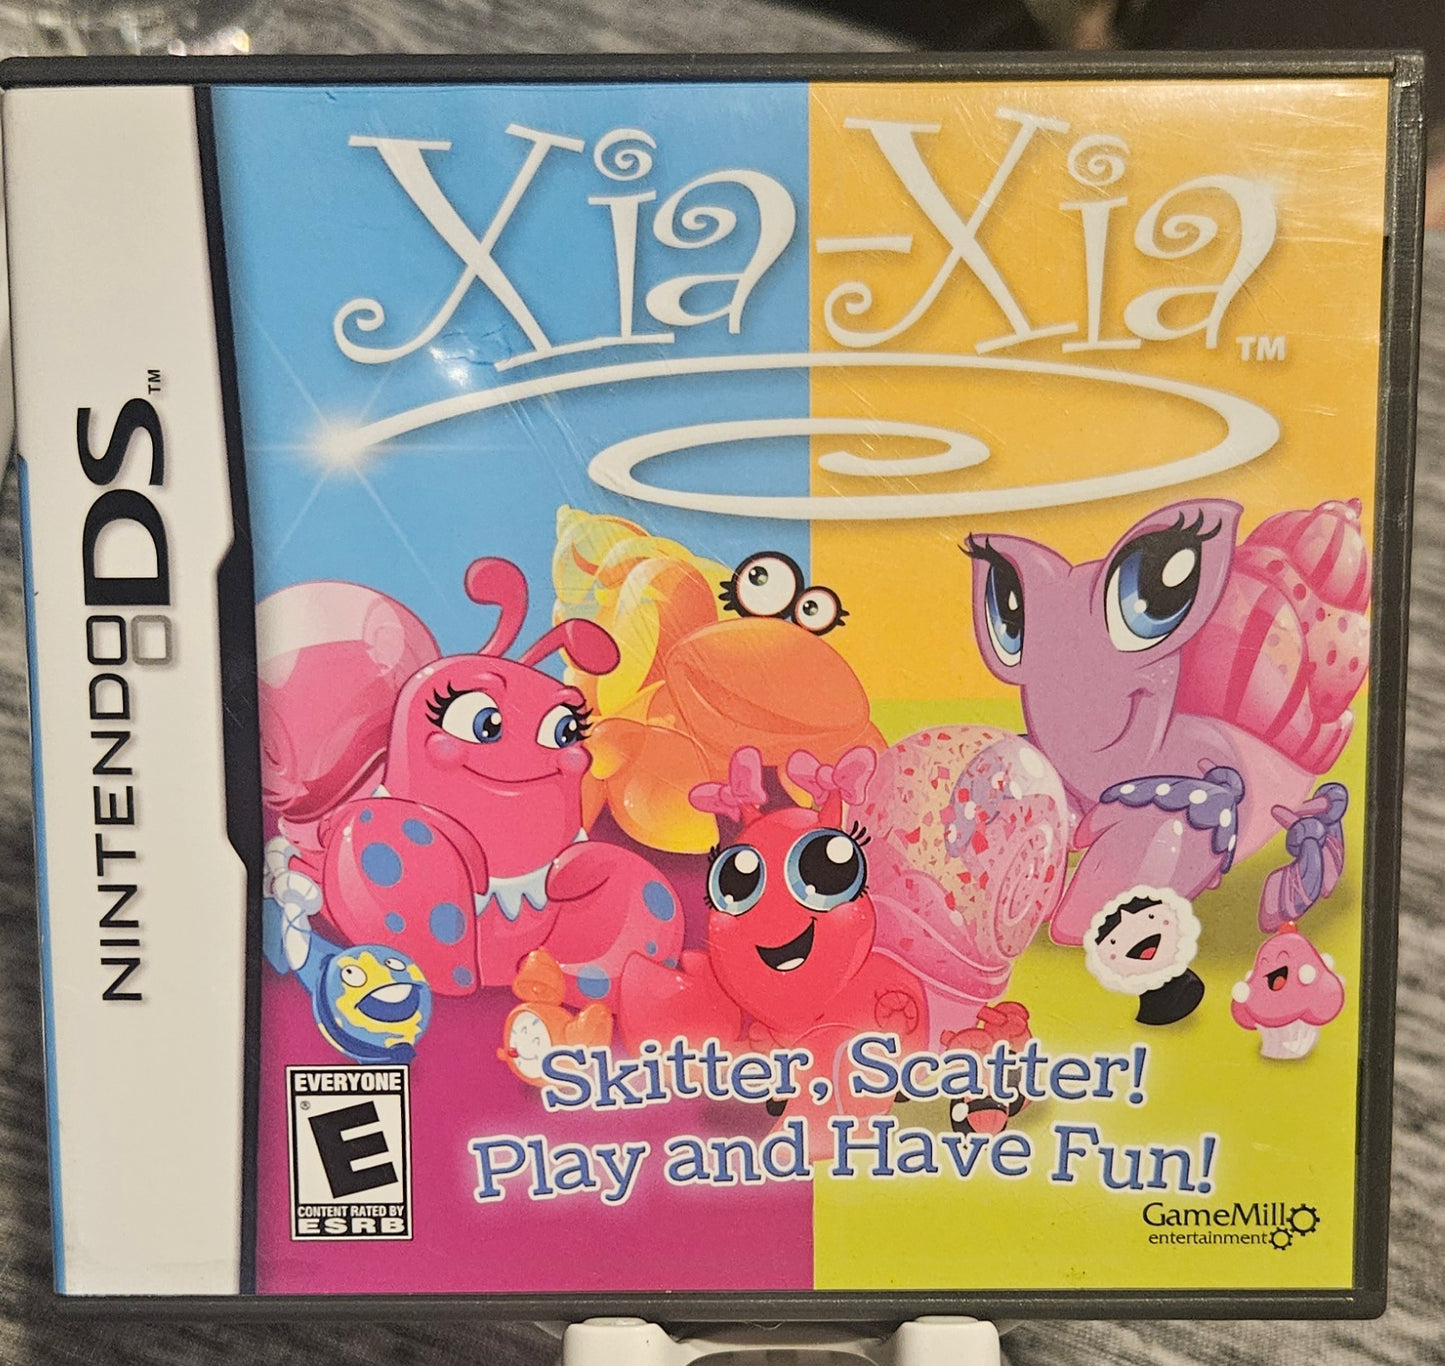 Xia-Xia™
NINTENDO DS™
Skitter, Scatter!
Play and Have Fun!
EVERYONE
E
®
CONTENT RATED BY
ESRB
GameMill
entertainment